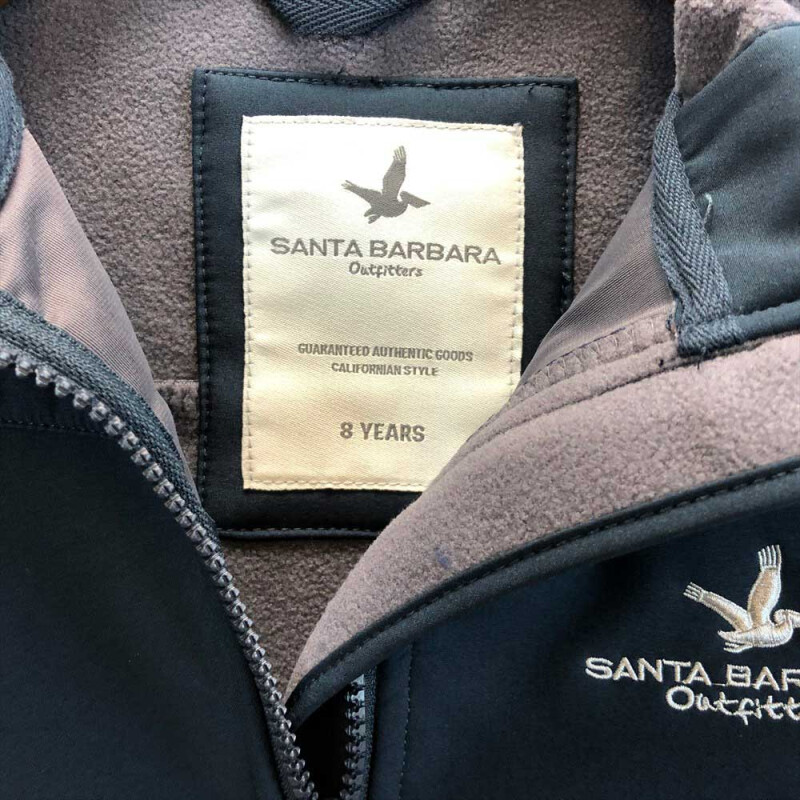 SANTA BARBARA
Outfitters
GUARANTEED AUTHENTIC GOODS
CALIFORNIAN STYLE
8 YEARS
SANTA BAR
Outfitt